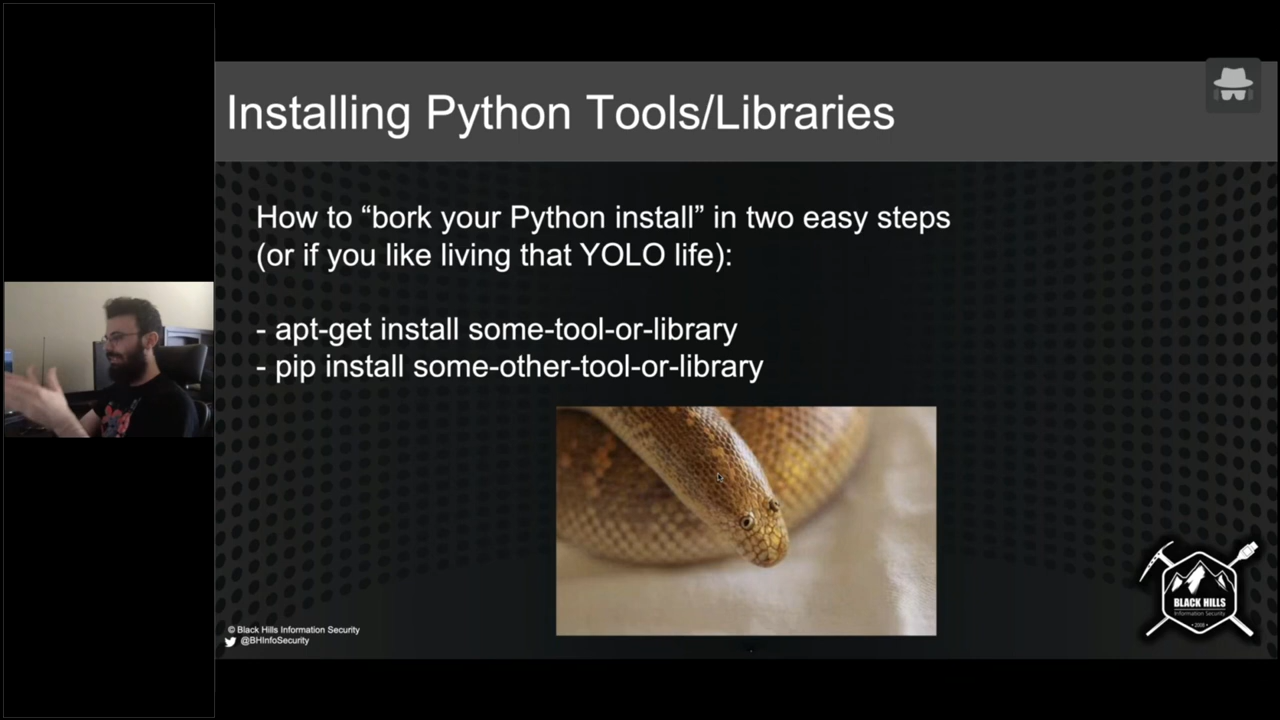 Installing Python Tools/Libraries
How to “bork your Python install” in two easy steps
(or if you like living that YOLO life):
- apt-get install some-tool-or-library
- pip install some-other-tool-or-library
© Black Hills Information Security
@BHInfoSecurity
BLACK HILLS
Information Security
• 2008 •